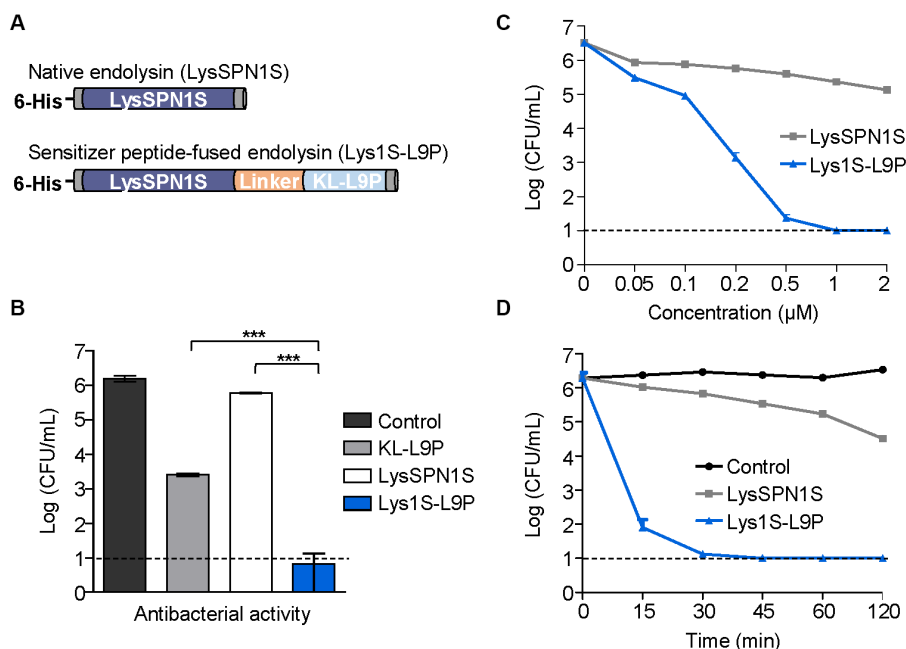 A
Native endolysin (LysSPN1S)
6-His LysSPN1S
Sensitizer peptide-fused endolysin (Lys1S-L9P)
6-His LysSPN1S Linker KL-L9P
B
***
***
7
6
5
4
3
2
1
0
Log (CFU/mL)
Antibacterial activity
Control
KL-L9P
LysSPN1S
Lys1S-L9P
C
7
6
5
4
3
2
1
0
Log (CFU/mL)
LysSPN1S
Lys1S-L9P
0 0.05 0.1 0.2 0.5 1 2
Concentration (µM)
D
7
6
5
4
3
2
1
0
Log (CFU/mL)
Control
LysSPN1S
Lys1S-L9P
0 15 30 45 60 120
Time (min)